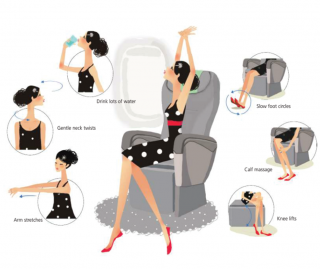 Drink lots of water
Gentle neck twists
Arm stretches
Slow foot circles
Calf massage
Knee lifts